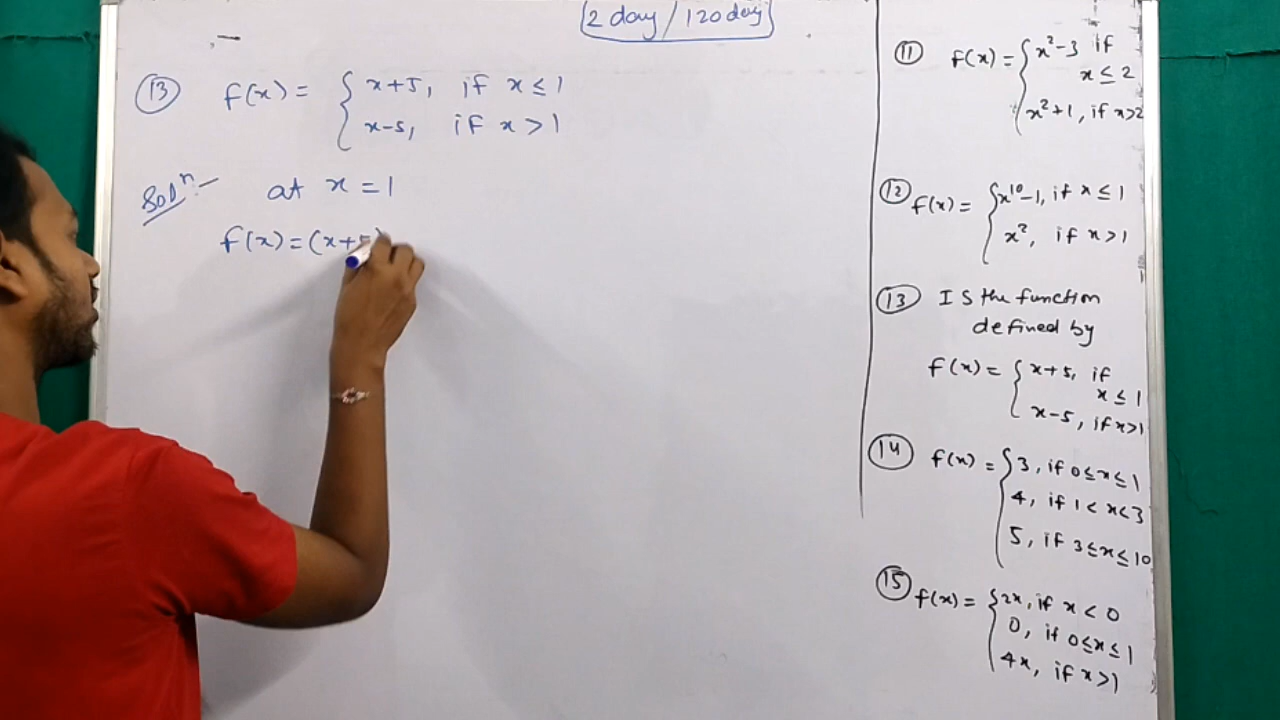 2 day / 120 day
13 f(x) = { x+5, if x ≤ 1
x-5, if x > 1
Solⁿ:- at x = 1
f(x) = (x+5)
11 f(x) = { x²-3 if
x ≤ 2
x²+1, if x>2
12 f(x) = { x¹⁰-1, if x ≤ 1
x², if x>1
13 Is the function
defined by
f(x) = { x+5, if
x ≤ 1
x-5, if x>1
14 f(x) = { 3, if 0≤x≤1
4, if 1<x<3
5, if 3≤x≤10
15 f(x) = { 2x, if x < 0
0, if 0≤x≤1
4x, if x>1